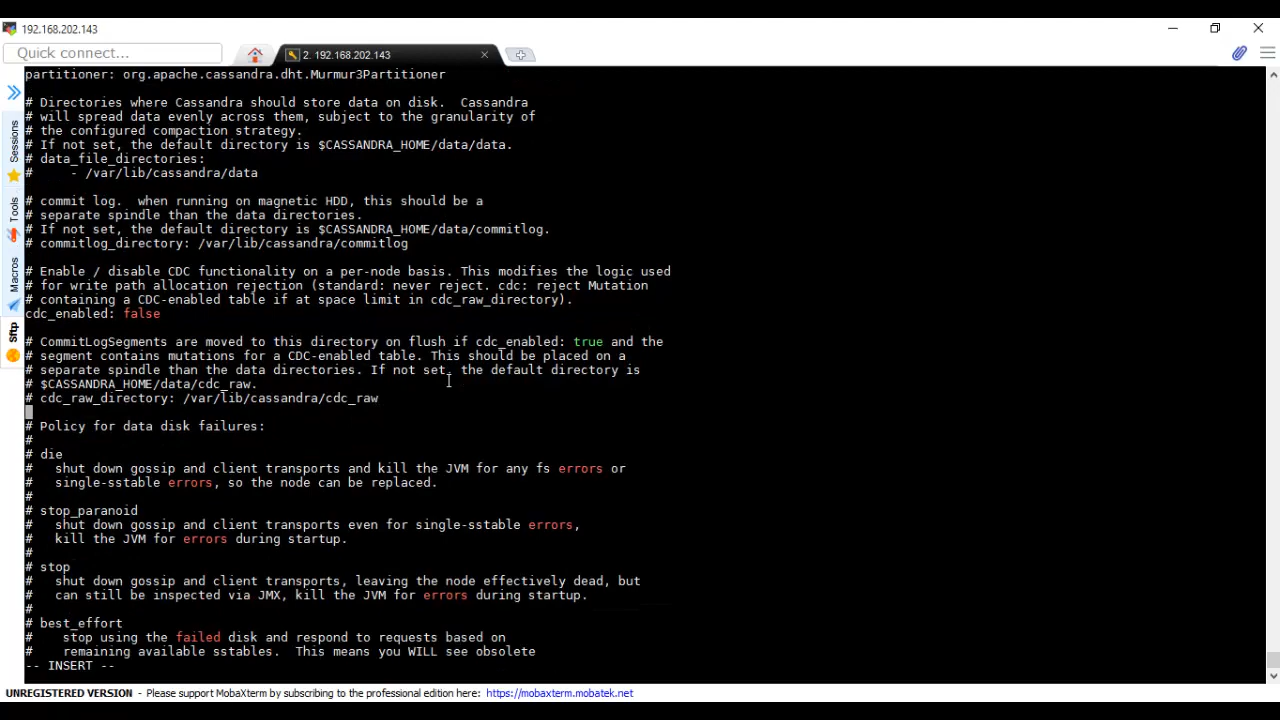 192.168.202.143
Quick connect...
2. 192.168.202.143
Sessions
Tools
Macros
Sftp
partitioner: org.apache.cassandra.dht.Murmur3Partitioner
# Directories where Cassandra should store data on disk.  Cassandra
# will spread data evenly across them, subject to the granularity of
# the configured compaction strategy.
# If not set, the default directory is $CASSANDRA_HOME/data/data.
# data_file_directories:
#     - /var/lib/cassandra/data
# commit log.  when running on magnetic HDD, this should be a
# separate spindle than the data directories.
# If not set, the default directory is $CASSANDRA_HOME/data/commitlog.
# commitlog_directory: /var/lib/cassandra/commitlog
# Enable / disable CDC functionality on a per-node basis. This modifies the logic used
# for write path allocation rejection (standard: never reject. cdc: reject Mutation
# containing a CDC-enabled table if at space limit in cdc_raw_directory).
cdc_enabled: false
# CommitLogSegments are moved to this directory on flush if cdc_enabled: true and the
# segment contains mutations for a CDC-enabled table. This should be placed on a
# separate spindle than the data directories. If not set, the default directory is
# $CASSANDRA_HOME/data/cdc_raw.
# cdc_raw_directory: /var/lib/cassandra/cdc_raw
# Policy for data disk failures:
#
# die
#   shut down gossip and client transports and kill the JVM for any fs errors or
#   single-sstable errors, so the node can be replaced.
#
# stop_paranoid
#   shut down gossip and client transports even for single-sstable errors,
#   kill the JVM for errors during startup.
#
# stop
#   shut down gossip and client transports, leaving the node effectively dead, but
#   can still be inspected via JMX, kill the JVM for errors during startup.
#
# best_effort
#    stop using the failed disk and respond to requests based on
#    remaining available sstables.  This means you WILL see obsolete
-- INSERT --
UNREGISTERED VERSION - Please support MobaXterm by subscribing to the professional edition here: https://mobaxterm.mobatek.net